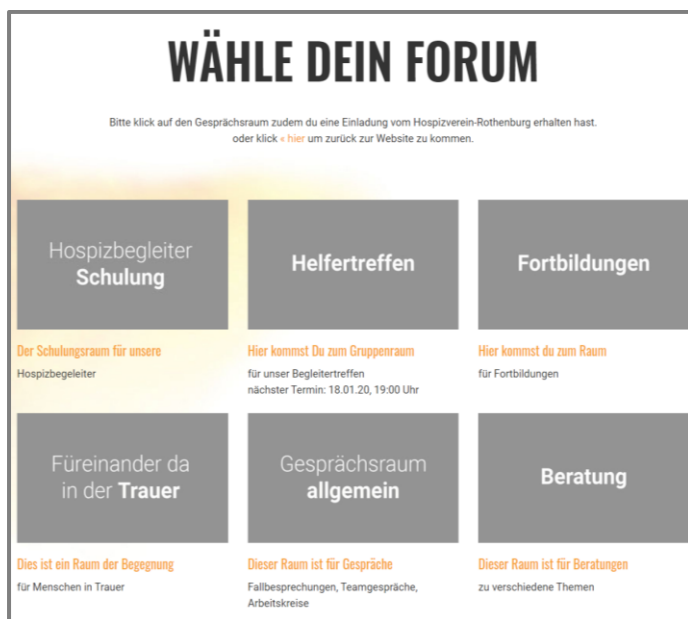 WÄHLE DEIN FORUM
Bitte klick auf den Gesprächsraum zudem du eine Einladung vom Hospizverein-Rothenburg erhalten hast.
oder klick « hier um zurück zur Website zu kommen.
Hospizbegleiter
Schulung
Der Schulungsraum für unsere
Hospizbegeleiter
Helfertreffen
Hier kommst Du zum Gruppenraum
für unser Begleitertreffen
nächster Termin: 18.01.20, 19:00 Uhr
Fortbildungen
Hier kommst du zum Raum
für Fortbildungen
Füreinander da
in der Trauer
Dies ist ein Raum der Begegnung
für Menschen in Trauer
Gesprächsraum
allgemein
Dieser Raum ist für Gespräche
Fallbesprechungen, Teamgespräche,
Arbeitskreise
Beratung
Dieser Raum ist für Beratungen
zu verschiedene Themen